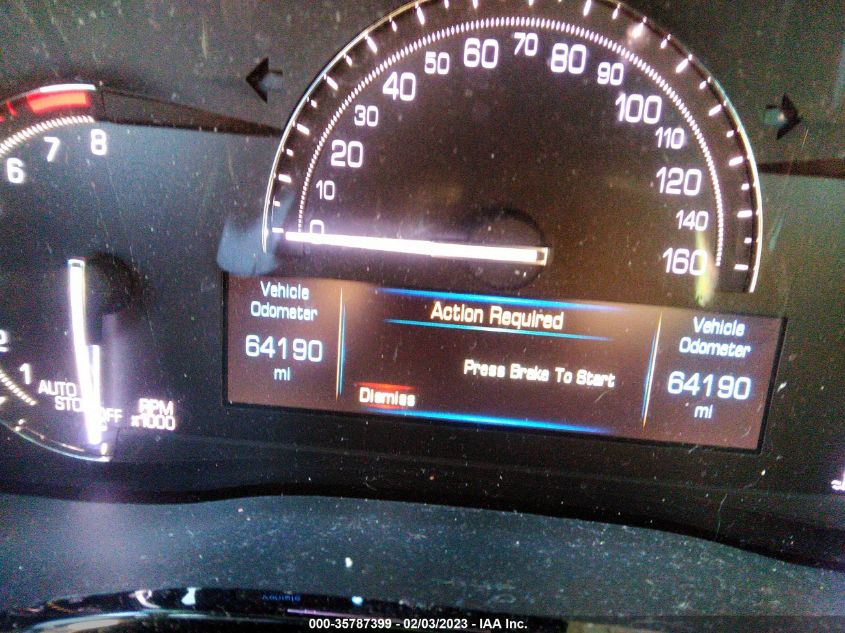 0
10
20
30
40
50
60
70
80
90
100
110
120
140
160
6
7
8
2
1
AUTO
STOP OFF
RPM
x1000
Vehicle
Odometer
64190
mi
Action Required
Press Brake To Start
Dismiss
Vehicle
Odometer
64190
mi
000-35787399 - 02/03/2023 - IAA Inc.